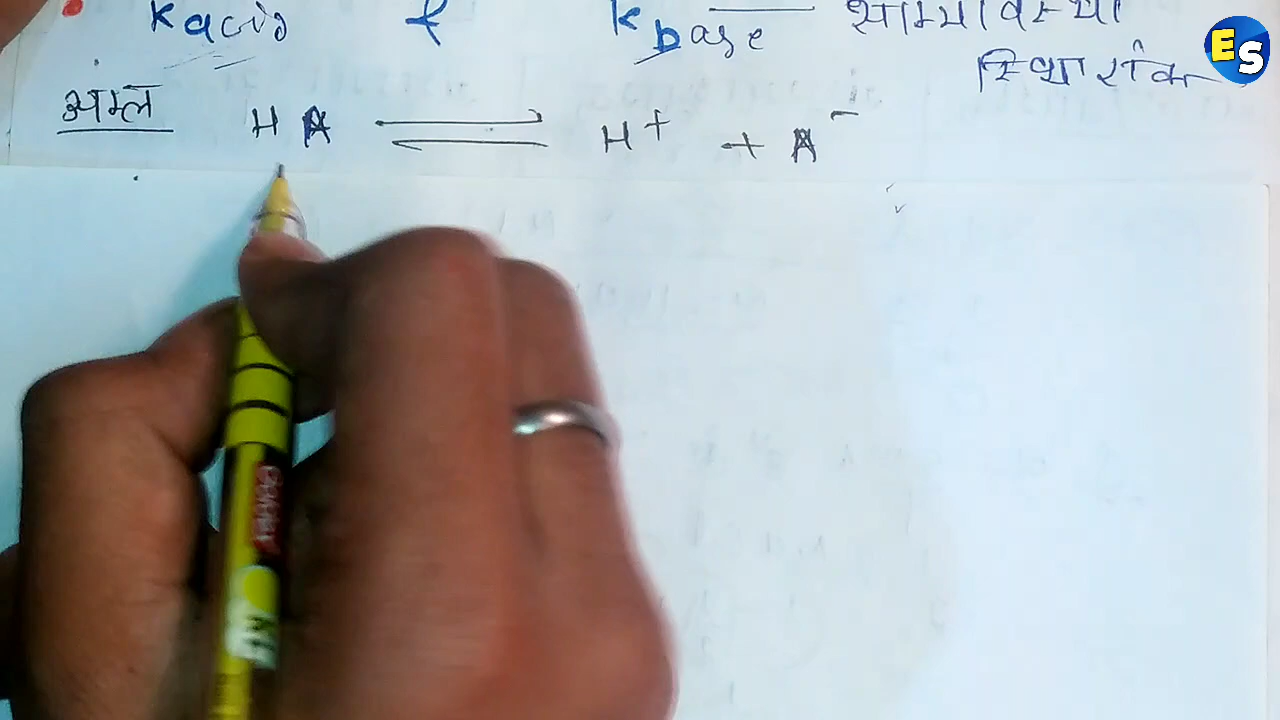 Kacid & Kbase साम्यावस्था
स्थिरांक
अम्ल HA ⇌ H⁺ + A⁻
ES